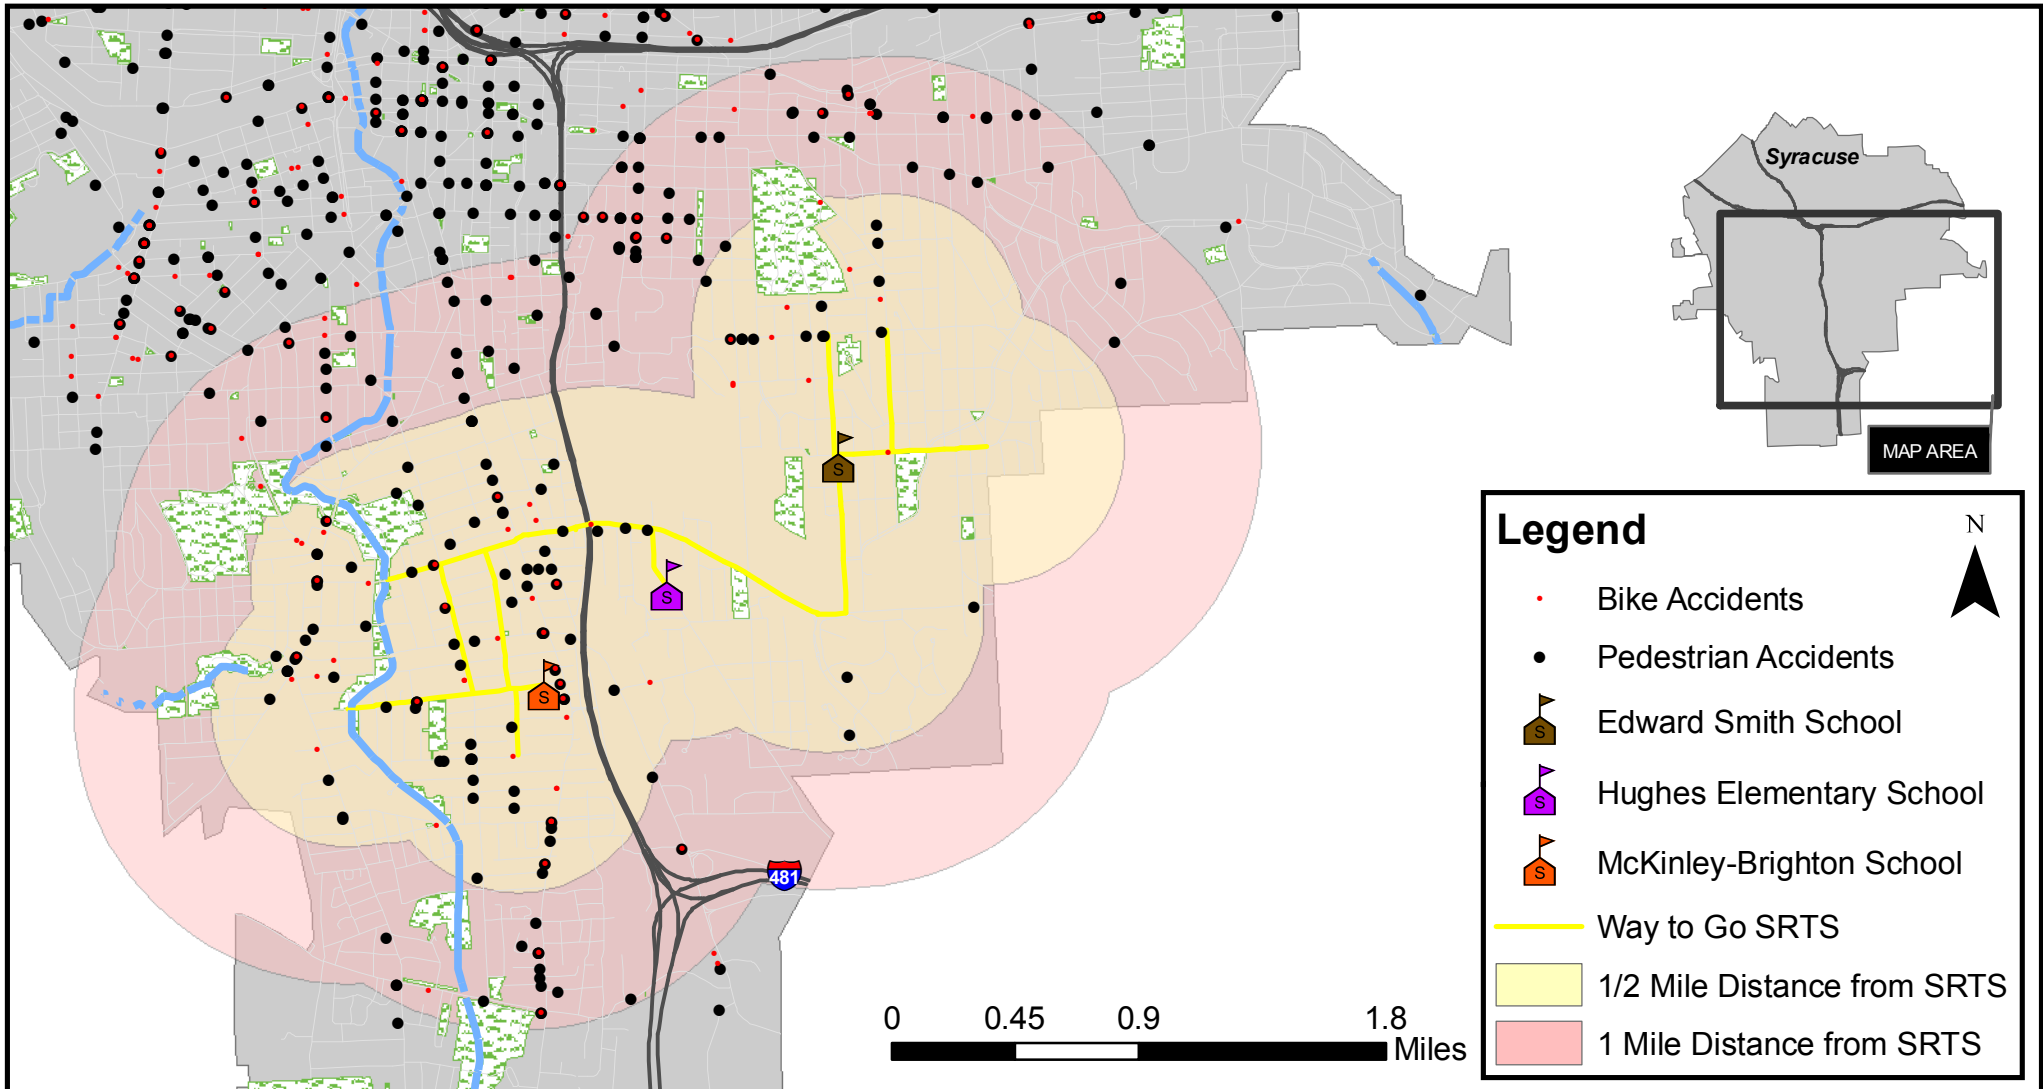 Syracuse
MAP AREA
Legend
N
Bike Accidents
Pedestrian Accidents
S Edward Smith School
S Hughes Elementary School
S McKinley-Brighton School
Way to Go SRTS
1/2 Mile Distance from SRTS
1 Mile Distance from SRTS
S
S
S
481
0 0.45 0.9 1.8
Miles